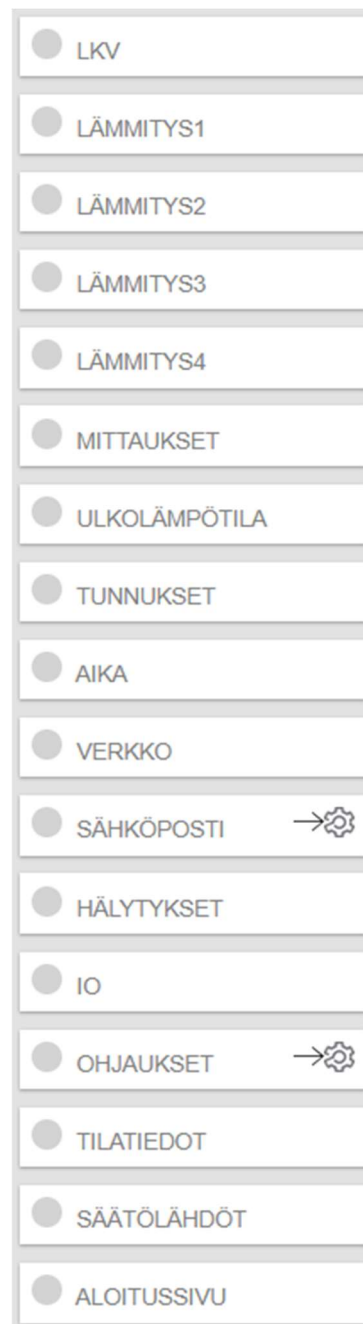 LKV
LÄMMITYS1
LÄMMITYS2
LÄMMITYS3
LÄMMITYS4
MITTAUKSET
ULKOLÄMPÖTILA
TUNNUKSET
AIKA
VERKKO
SÄHKÖPOSTI
HÄLYTYKSET
IO
OHJAUKSET
TILATIEDOT
SÄÄTÖLÄHDÖT
ALOITUSSIVU